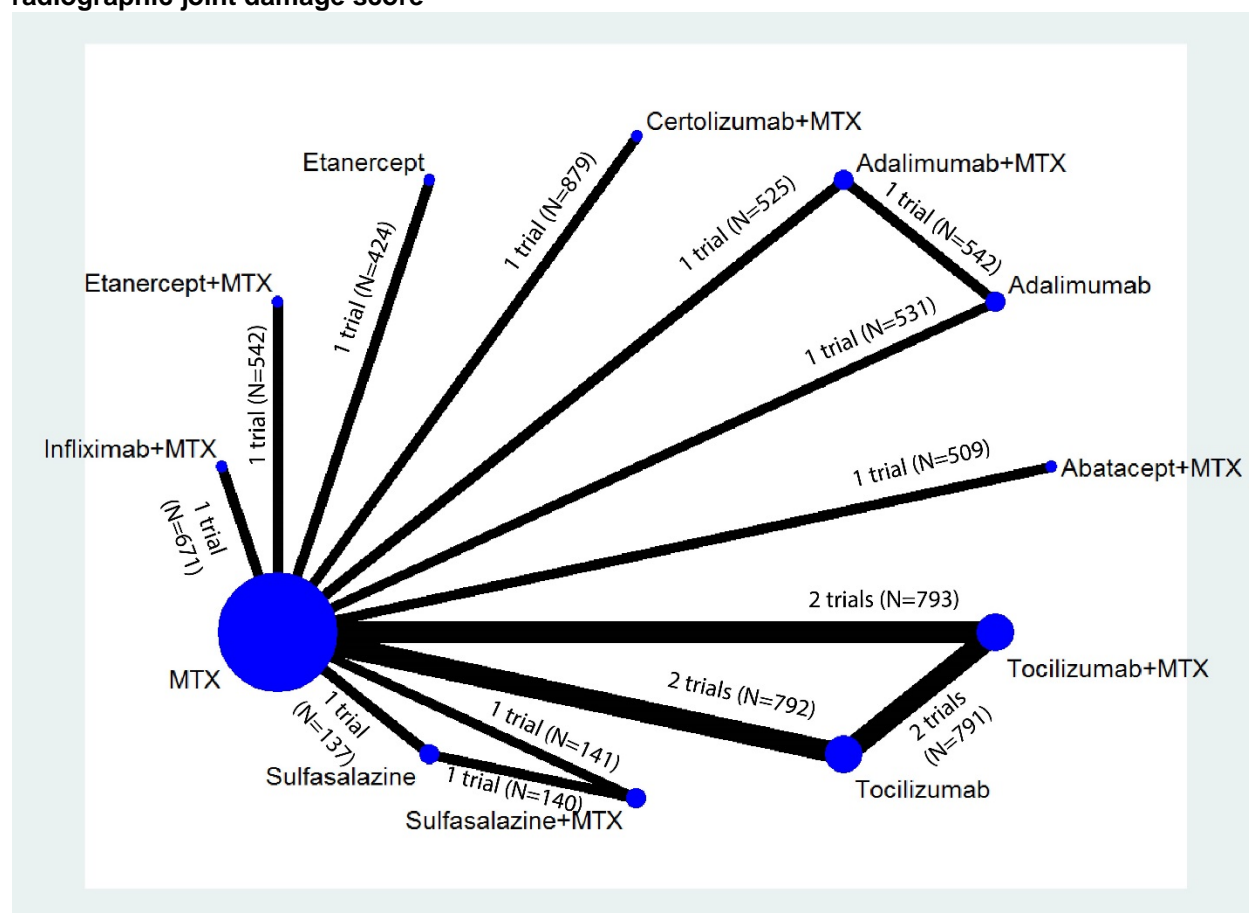 radiographic joint damage score
Certolizumab+MTX
Etanercept
Adalimumab+MTX
1 trial (N=879)
1 trial (N=525)
1 trial (N=542)
1 trial (N=424)
Etanercept+MTX
Adalimumab
1 trial (N=542)
1 trial (N=531)
Infliximab+MTX
1 trial (N=509)
Abatacept+MTX
1 trial
(N=671)
2 trials (N=793)
MTX
Tocilizumab+MTX
2 trials (N=792)
2 trials
(N=791)
1 trial
(N=137)
1 trial (N=141)
Sulfasalazine
1 trial (N=140)
Tocilizumab
Sulfasalazine+MTX